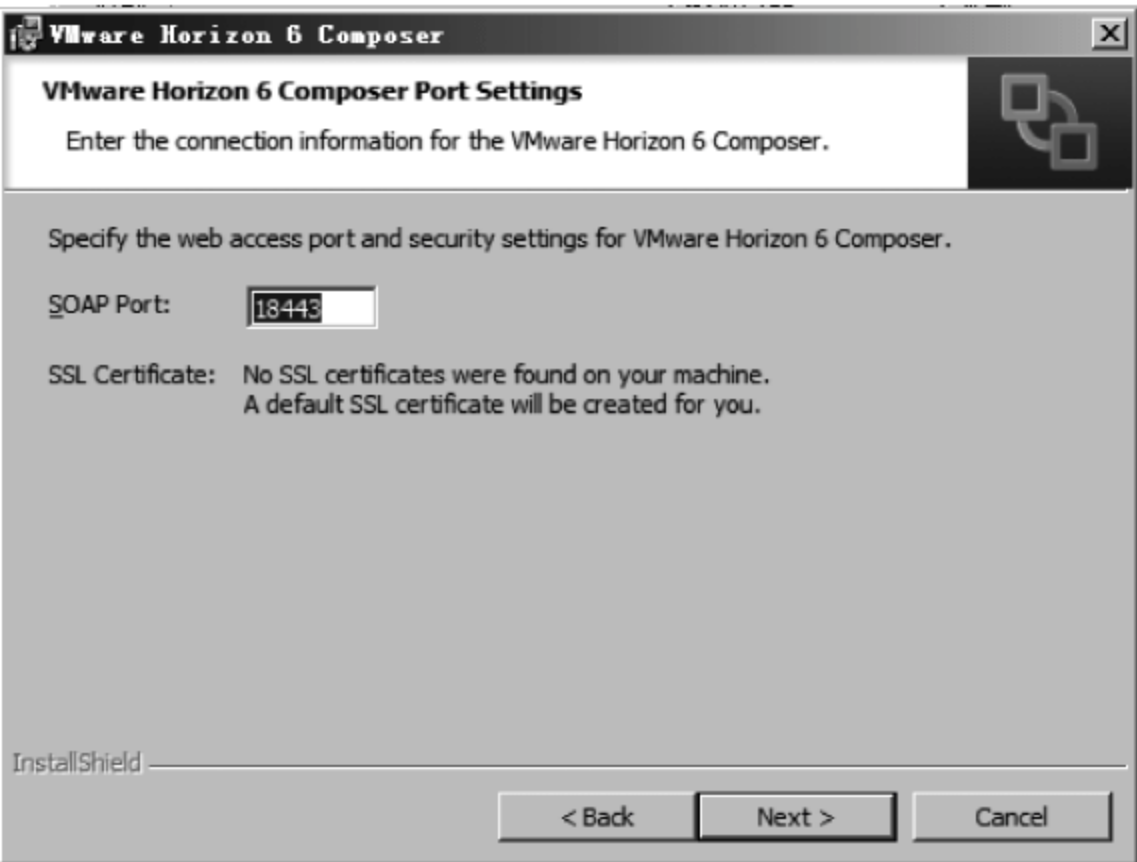 VMware Horizon 6 Composer
VMware Horizon 6 Composer Port Settings
Enter the connection information for the VMware Horizon 6 Composer.
Specify the web access port and security settings for VMware Horizon 6 Composer.
SOAP Port: 18443
SSL Certificate: No SSL certificates were found on your machine.
A default SSL certificate will be created for you.
InstallShield
< Back Next > Cancel